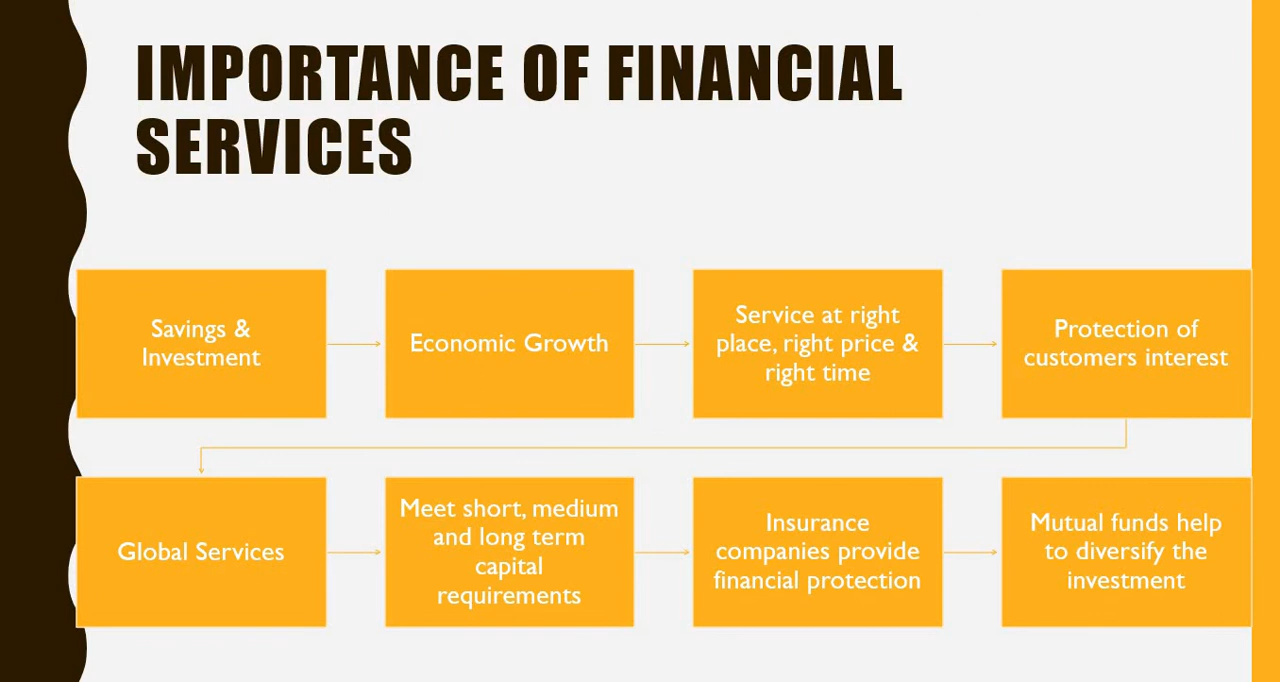 IMPORTANCE OF FINANCIAL
SERVICES
Savings &
Investment
Economic Growth
Service at right
place, right price &
right time
Protection of
customers interest
Global Services
Meet short, medium
and long term
capital
requirements
Insurance
companies provide
financial protection
Mutual funds help
to diversify the
investment